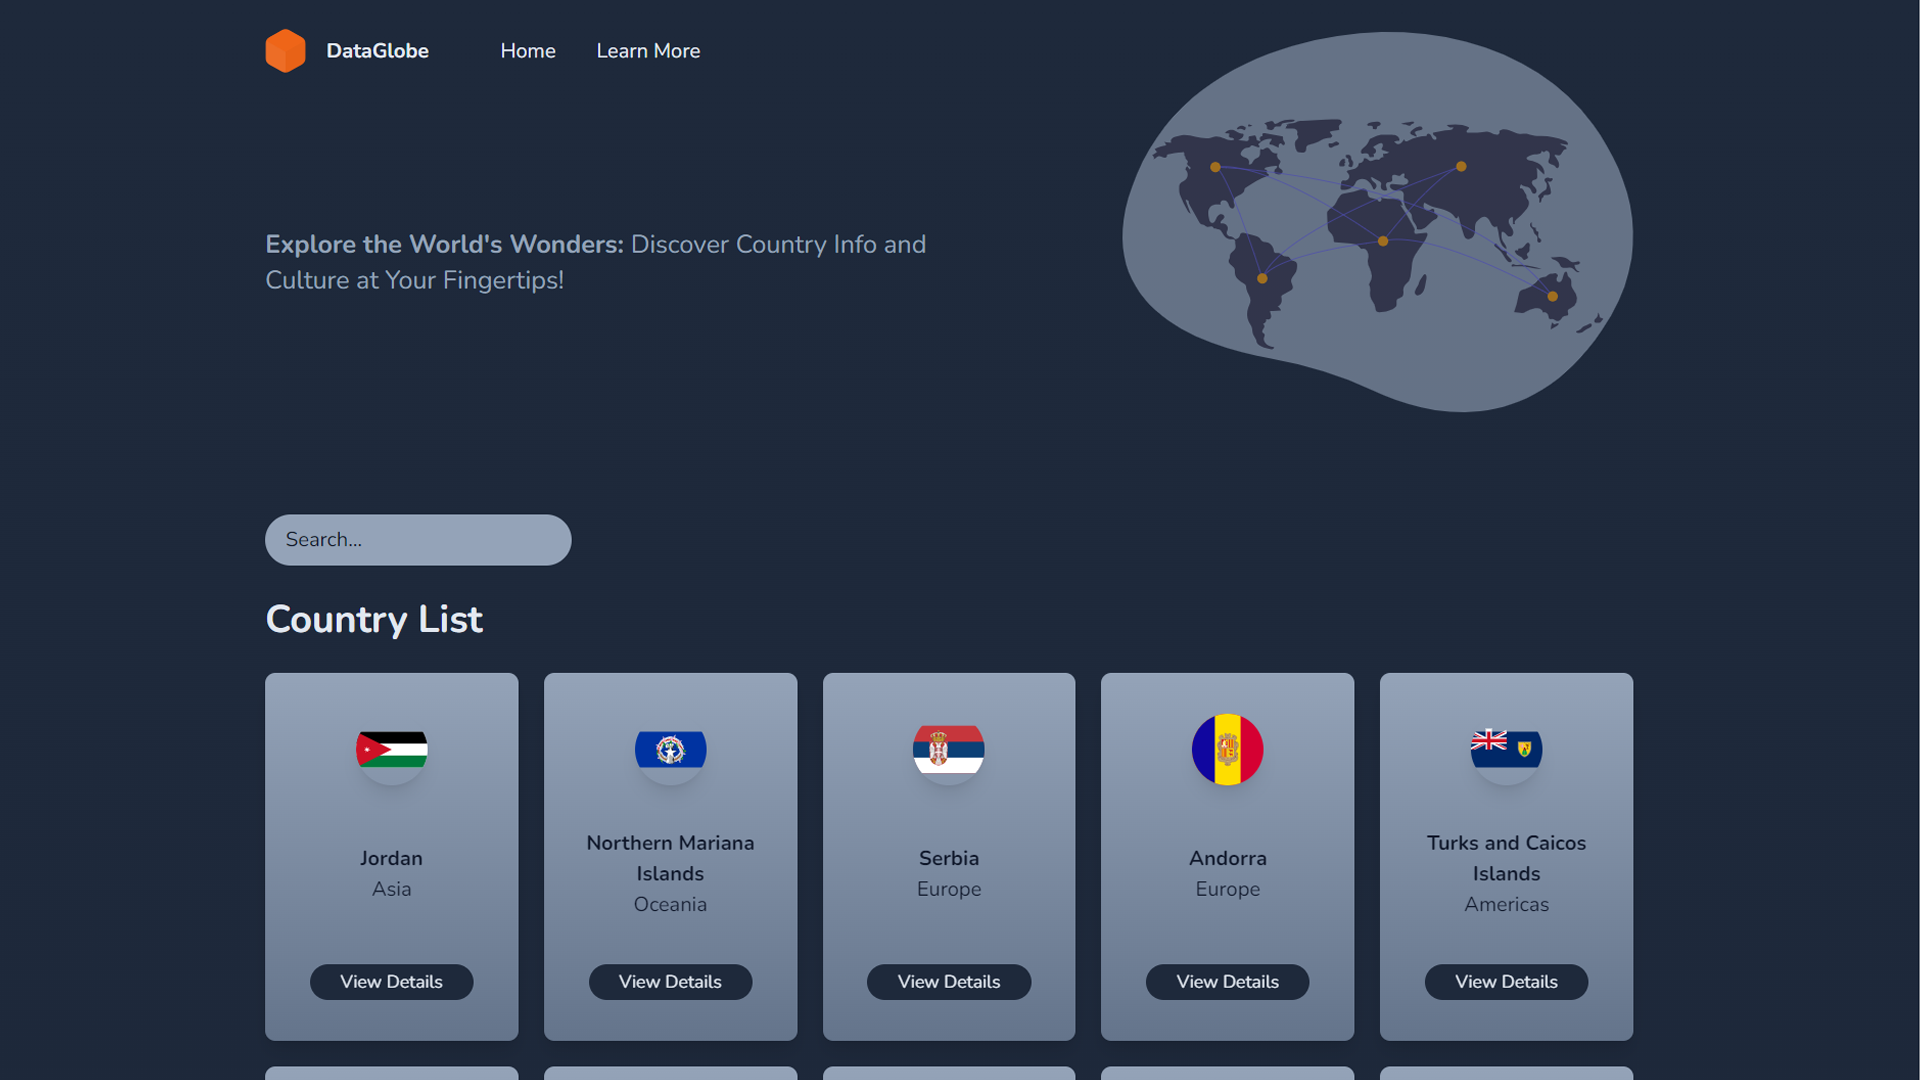 DataGlobe
Home
Learn More
Explore the World's Wonders: Discover Country Info and
Culture at Your Fingertips!
Search...
Country List
Jordan
Asia
View Details
Northern Mariana
Islands
Oceania
View Details
Serbia
Europe
View Details
Andorra
Europe
View Details
Turks and Caicos
Islands
Americas
View Details